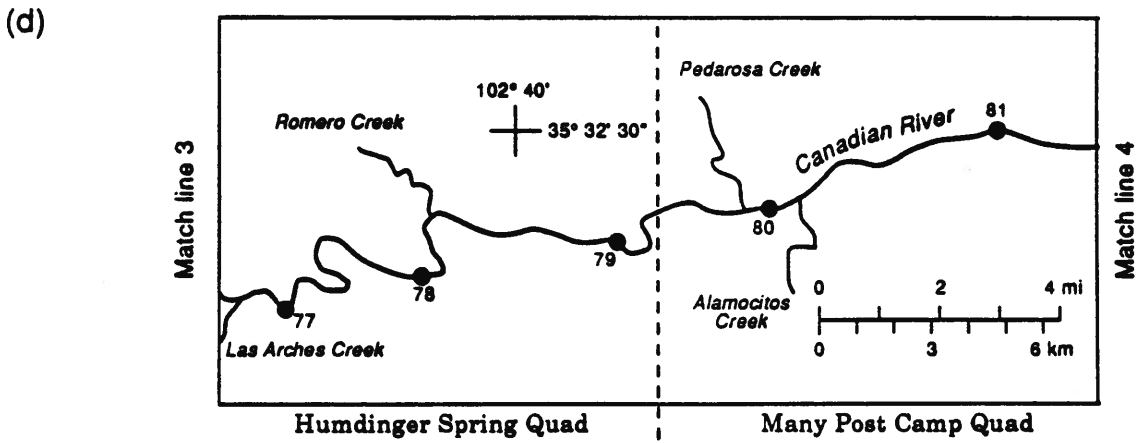 (d)
Pedarosa Creek
102° 40'
35° 32' 30"
Romero Creek
Canadian River
81
Match line 3
Match line 4
80
79
78
77
Alamocitos
Creek
Las Arches Creek
0 2 4 mi
0 3 6 km
Humdinger Spring Quad
Many Post Camp Quad